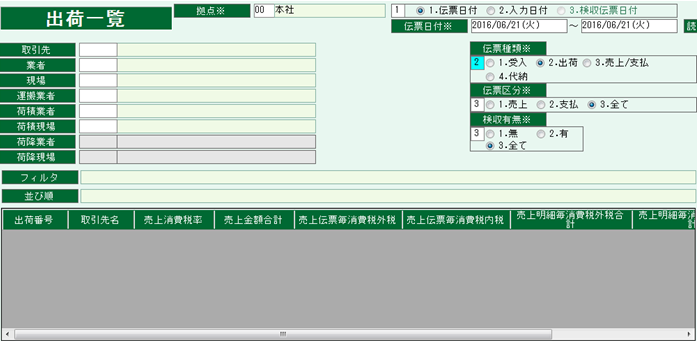 出荷一覧
拠点※ 00 本社
1 1.伝票日付 2.入力日付 3.検収伝票日付
伝票日付※ 2016/06/21(火) ～ 2016/06/21(火) 読
取引先
業者
現場
運搬業者
荷積業者
荷積現場
荷降業者
荷降現場
伝票種類※
2 1.受入 2.出荷 3.売上/支払
4.代納
伝票区分※
3 1.売上 2.支払 3.全て
検収有無※
3 1.無 2.有
3.全て
フィルタ
並び順
出荷番号 取引先名 売上消費税率 売上金額合計 売上伝票毎消費税外税 売上伝票毎消費税内税 売上明細毎消費税外税合計 売上明細毎消
計